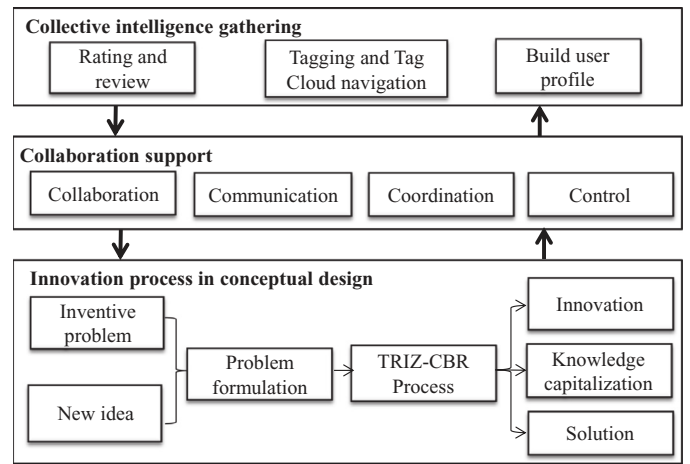 Collective intelligence gathering
Rating and
review
Tagging and Tag
Cloud navigation
Build user
profile
Collaboration support
Collaboration
Communication
Coordination
Control
Innovation process in conceptual design
Inventive
problem
New idea
Problem
formulation
TRIZ-CBR
Process
Innovation
Knowledge
capitalization
Solution